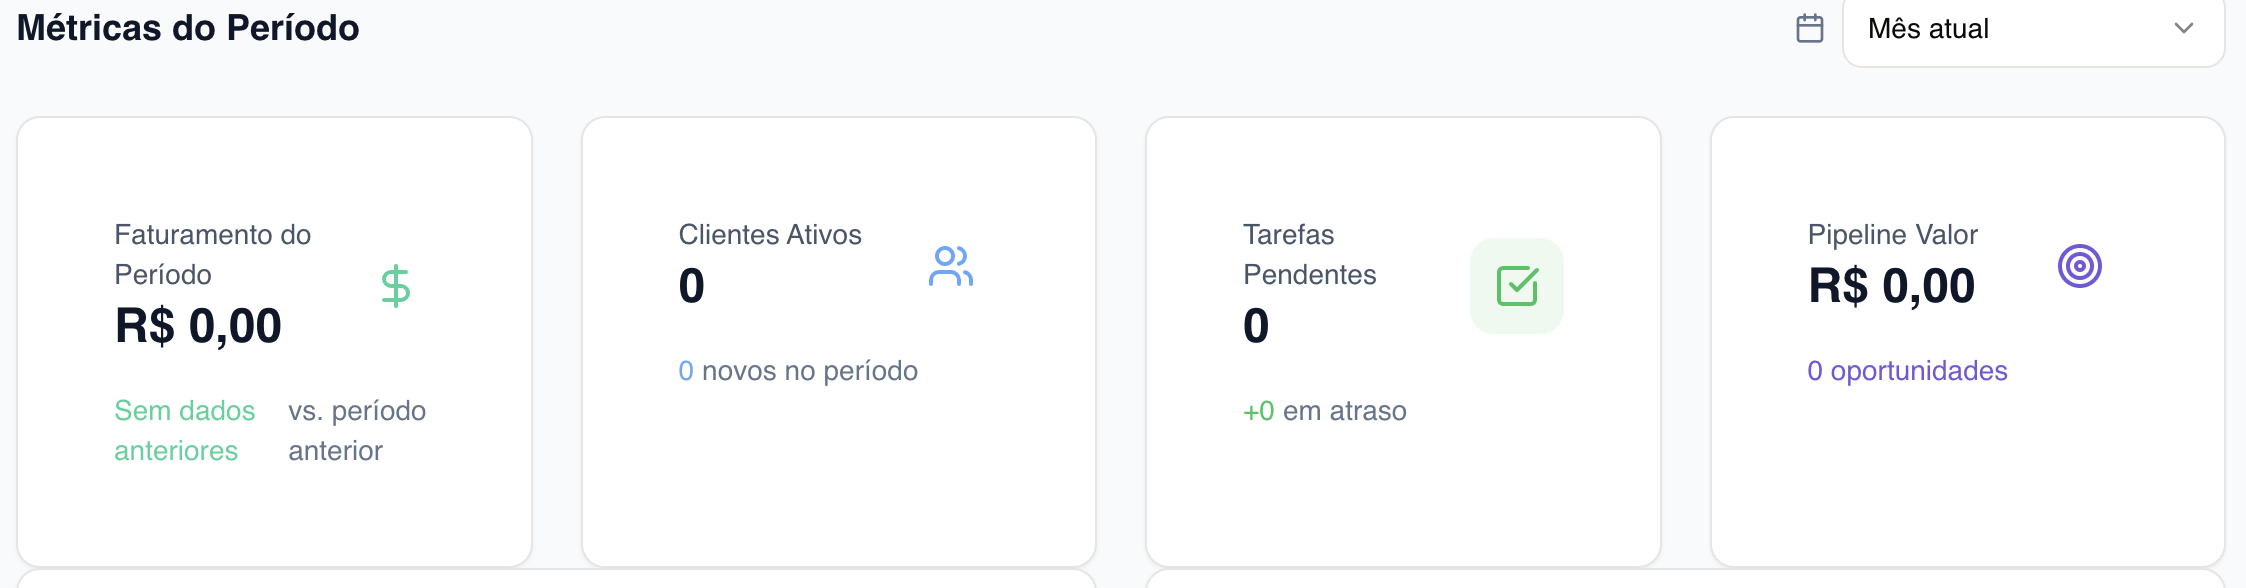 Métricas do Período
Mês atual
Faturamento do
Período
R$ 0,00
Sem dados
anteriores
vs. período
anterior
Clientes Ativos
0
0 novos no período
Tarefas
Pendentes
0
+0 em atraso
Pipeline Valor
R$ 0,00
0 oportunidades